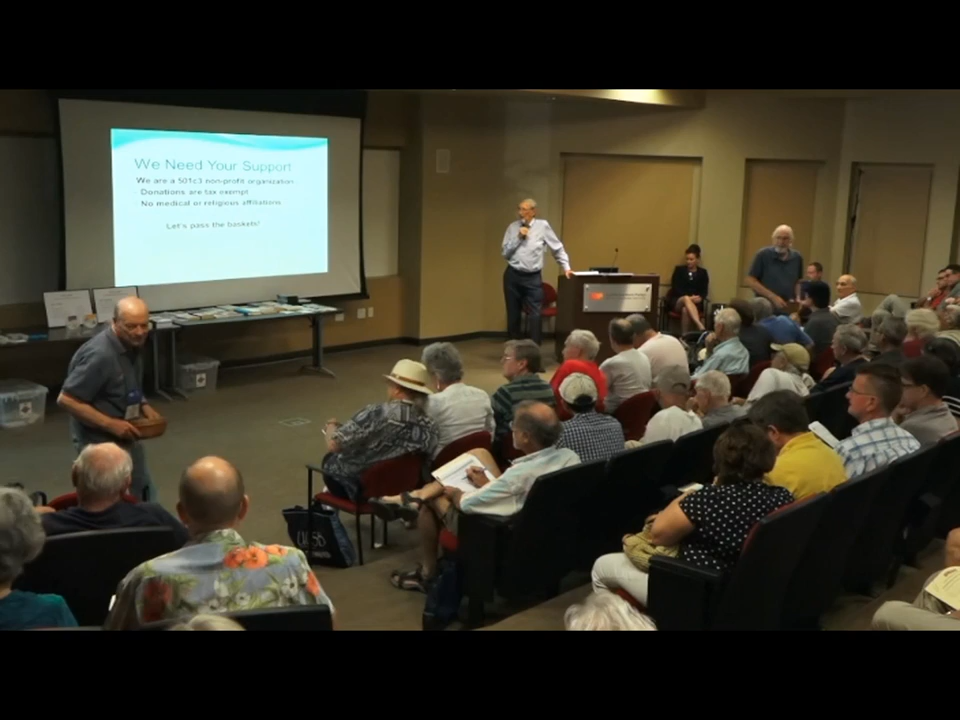 We Need Your Support
We are a 501c3 non-profit organization
- Donations are tax exempt
- No medical or religious affiliations
Let's pass the baskets!